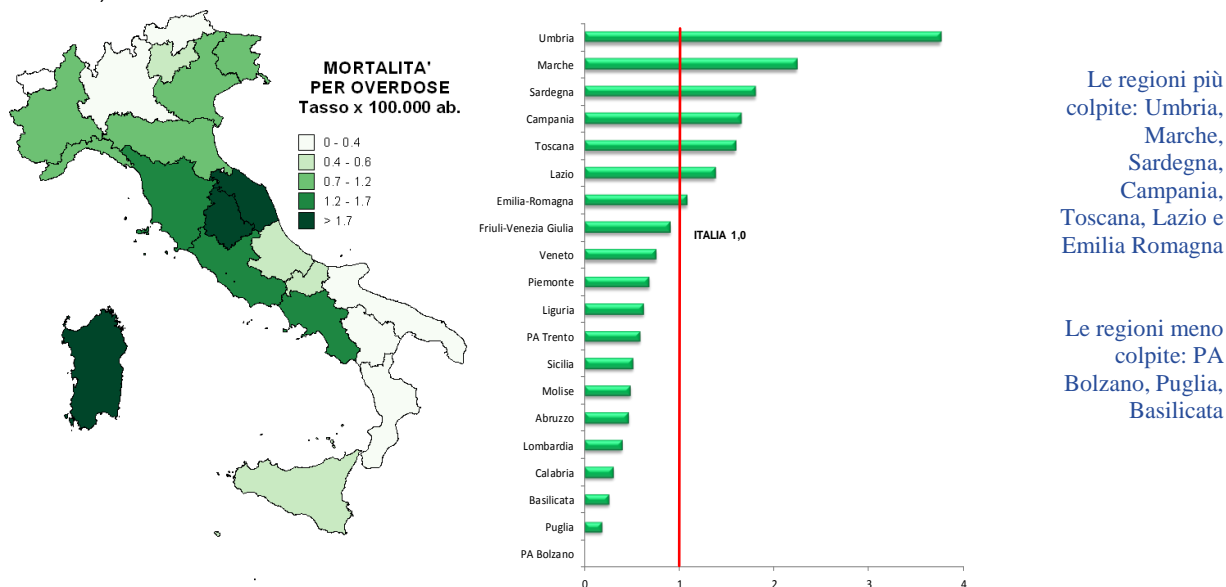 MORTALITA'
PER OVERDOSE
Tasso x 100.000 ab.
0 - 0.4
0.4 - 0.6
0.7 - 1.2
1.2 - 1.7
> 1.7
Umbria
Marche
Sardegna
Campania
Toscana
Lazio
Emilia-Romagna
Friuli-Venezia Giulia
Veneto
Piemonte
Liguria
PA Trento
Sicilia
Molise
Abruzzo
Lombardia
Calabria
Basilicata
Puglia
PA Bolzano
ITALIA 1,0
0 1 2 3 4
Le regioni più
colpite: Umbria,
Marche,
Sardegna,
Campania,
Toscana, Lazio e
Emilia Romagna
Le regioni meno
colpite: PA
Bolzano, Puglia,
Basilicata